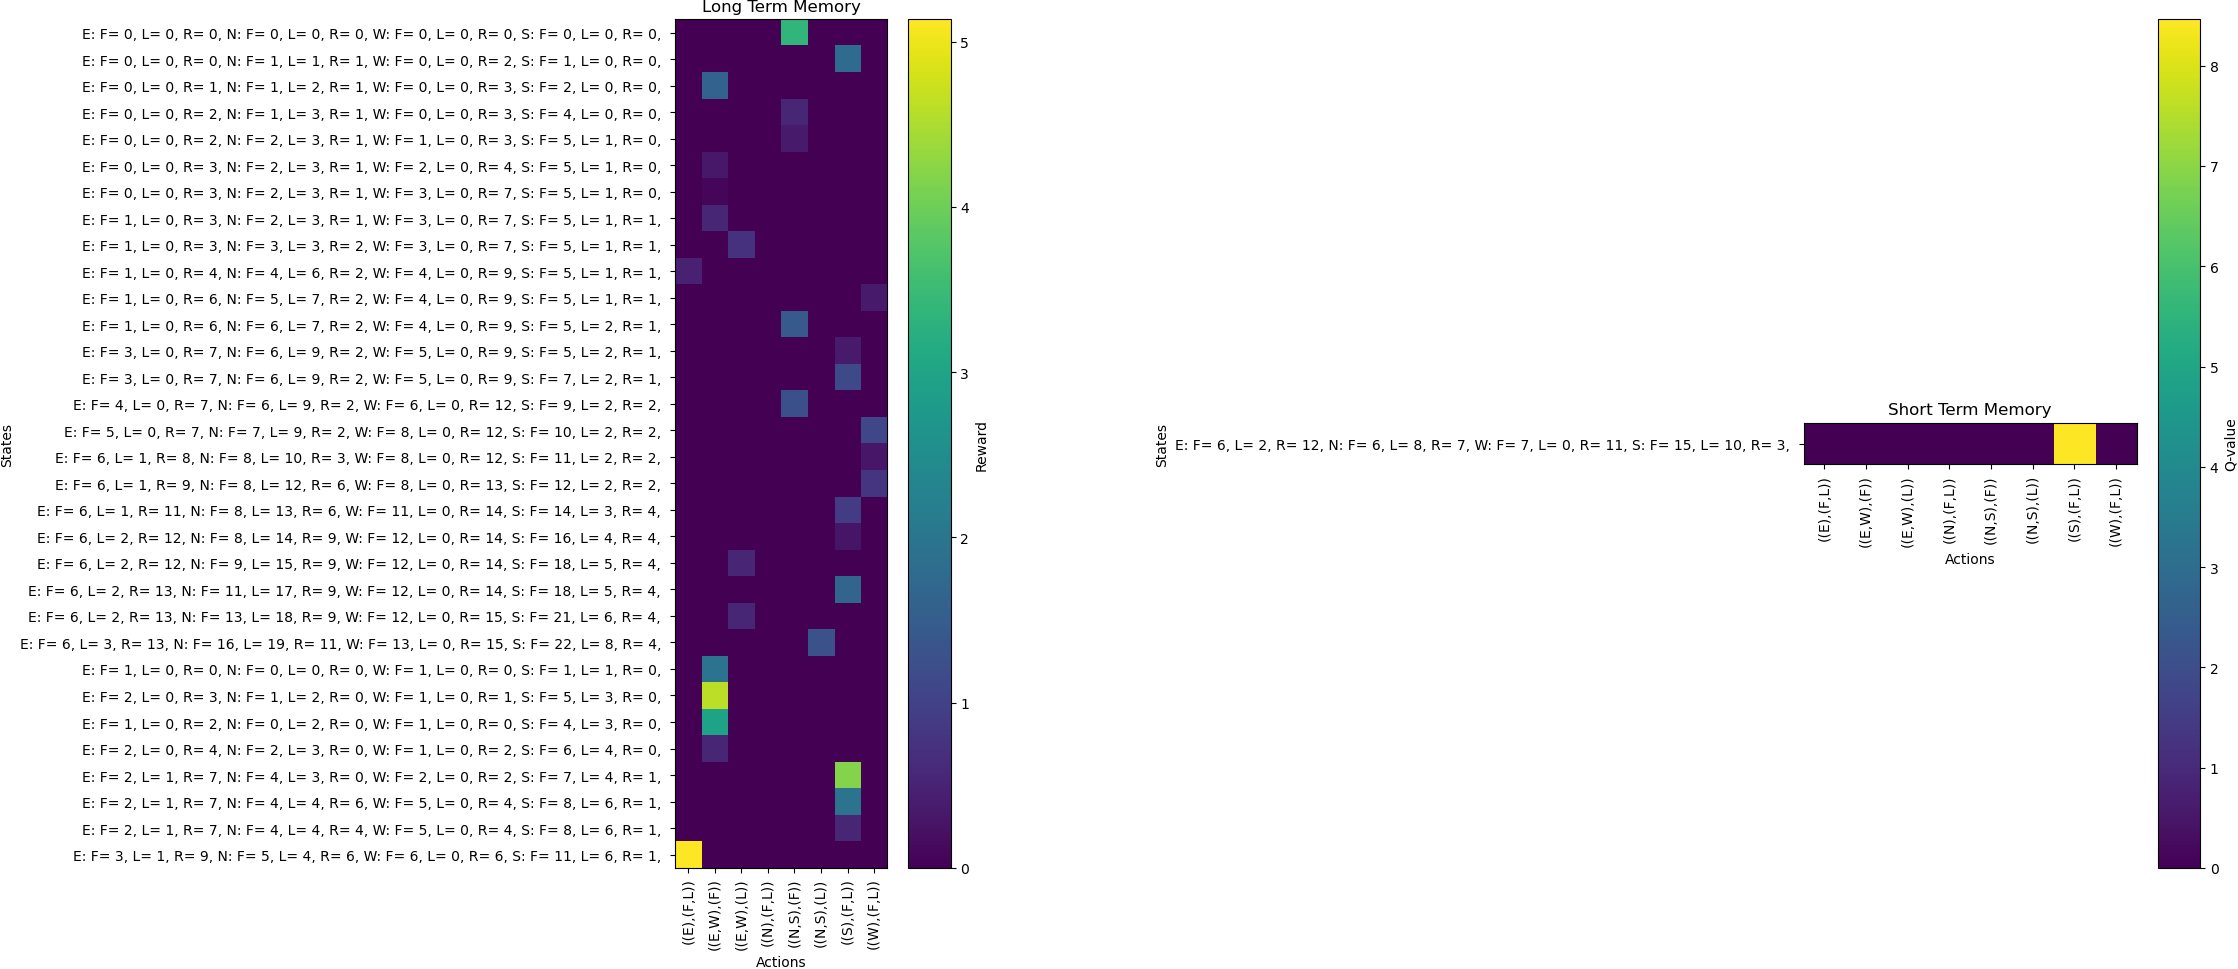 Long Term Memory
States
E: F= 0, L= 0, R= 0, N: F= 0, L= 0, R= 0, W: F= 0, L= 0, R= 0, S: F= 0, L= 0, R= 0,
E: F= 0, L= 0, R= 0, N: F= 1, L= 1, R= 1, W: F= 0, L= 0, R= 2, S: F= 1, L= 0, R= 0,
E: F= 0, L= 0, R= 1, N: F= 1, L= 2, R= 1, W: F= 0, L= 0, R= 3, S: F= 2, L= 0, R= 0,
E: F= 0, L= 0, R= 2, N: F= 1, L= 3, R= 1, W: F= 0, L= 0, R= 3, S: F= 4, L= 0, R= 0,
E: F= 0, L= 0, R= 2, N: F= 2, L= 3, R= 1, W: F= 1, L= 0, R= 3, S: F= 5, L= 1, R= 0,
E: F= 0, L= 0, R= 3, N: F= 2, L= 3, R= 1, W: F= 2, L= 0, R= 4, S: F= 5, L= 1, R= 0,
E: F= 0, L= 0, R= 3, N: F= 2, L= 3, R= 1, W: F= 3, L= 0, R= 7, S: F= 5, L= 1, R= 0,
E: F= 1, L= 0, R= 3, N: F= 2, L= 3, R= 1, W: F= 3, L= 0, R= 7, S: F= 5, L= 1, R= 1,
E: F= 1, L= 0, R= 3, N: F= 3, L= 3, R= 2, W: F= 3, L= 0, R= 7, S: F= 5, L= 1, R= 1,
E: F= 1, L= 0, R= 4, N: F= 4, L= 6, R= 2, W: F= 4, L= 0, R= 9, S: F= 5, L= 1, R= 1,
E: F= 1, L= 0, R= 6, N: F= 5, L= 7, R= 2, W: F= 4, L= 0, R= 9, S: F= 5, L= 1, R= 1,
E: F= 1, L= 0, R= 6, N: F= 6, L= 7, R= 2, W: F= 4, L= 0, R= 9, S: F= 5, L= 2, R= 1,
E: F= 3, L= 0, R= 7, N: F= 6, L= 9, R= 2, W: F= 5, L= 0, R= 9, S: F= 5, L= 2, R= 1,
E: F= 3, L= 0, R= 7, N: F= 6, L= 9, R= 2, W: F= 5, L= 0, R= 9, S: F= 7, L= 2, R= 1,
E: F= 4, L= 0, R= 7, N: F= 6, L= 9, R= 2, W: F= 6, L= 0, R= 12, S: F= 9, L= 2, R= 2,
E: F= 5, L= 0, R= 7, N: F= 7, L= 9, R= 2, W: F= 8, L= 0, R= 12, S: F= 10, L= 2, R= 2,
E: F= 6, L= 1, R= 8, N: F= 8, L= 10, R= 3, W: F= 8, L= 0, R= 12, S: F= 11, L= 2, R= 2,
E: F= 6, L= 1, R= 9, N: F= 8, L= 12, R= 6, W: F= 8, L= 0, R= 13, S: F= 12, L= 2, R= 2,
E: F= 6, L= 1, R= 11, N: F= 8, L= 13, R= 6, W: F= 11, L= 0, R= 14, S: F= 14, L= 3, R= 4,
E: F= 6, L= 2, R= 12, N: F= 8, L= 14, R= 9, W: F= 12, L= 0, R= 14, S: F= 16, L= 4, R= 4,
E: F= 6, L= 2, R= 12, N: F= 9, L= 15, R= 9, W: F= 12, L= 0, R= 14, S: F= 18, L= 5, R= 4,
E: F= 6, L= 2, R= 13, N: F= 11, L= 17, R= 9, W: F= 12, L= 0, R= 14, S: F= 18, L= 5, R= 4,
E: F= 6, L= 2, R= 13, N: F= 13, L= 18, R= 9, W: F= 12, L= 0, R= 15, S: F= 21, L= 6, R= 4,
E: F= 6, L= 3, R= 13, N: F= 16, L= 19, R= 11, W: F= 13, L= 0, R= 15, S: F= 22, L= 8, R= 4,
E: F= 1, L= 0, R= 0, N: F= 0, L= 0, R= 0, W: F= 1, L= 0, R= 0, S: F= 1, L= 1, R= 0,
E: F= 2, L= 0, R= 3, N: F= 1, L= 2, R= 0, W: F= 1, L= 0, R= 1, S: F= 5, L= 3, R= 0,
E: F= 1, L= 0, R= 2, N: F= 0, L= 2, R= 0, W: F= 1, L= 0, R= 0, S: F= 4, L= 3, R= 0,
E: F= 2, L= 0, R= 4, N: F= 2, L= 3, R= 0, W: F= 1, L= 0, R= 2, S: F= 6, L= 4, R= 0,
E: F= 2, L= 1, R= 7, N: F= 4, L= 3, R= 0, W: F= 2, L= 0, R= 2, S: F= 7, L= 4, R= 1,
E: F= 2, L= 1, R= 7, N: F= 4, L= 4, R= 6, W: F= 5, L= 0, R= 4, S: F= 8, L= 6, R= 1,
E: F= 2, L= 1, R= 7, N: F= 4, L= 4, R= 4, W: F= 5, L= 0, R= 4, S: F= 8, L= 6, R= 1,
E: F= 3, L= 1, R= 9, N: F= 5, L= 4, R= 6, W: F= 6, L= 0, R= 6, S: F= 11, L= 6, R= 1,
((E),(F,L))
((E,W),(F))
((E,W),(L))
((N),(F,L))
((N,S),(F))
((N,S),(L))
((S),(F,L))
((W),(F,L))
Actions
5
4
3
2
1
0
Reward
Short Term Memory
States
E: F= 6, L= 2, R= 12, N: F= 6, L= 8, R= 7, W: F= 7, L= 0, R= 11, S: F= 15, L= 10, R= 3,
((E),(F,L))
((E,W),(F))
((E,W),(L))
((N),(F,L))
((N,S),(F))
((N,S),(L))
((S),(F,L))
((W),(F,L))
Actions
8
7
6
5
4
3
2
1
0
Q-value